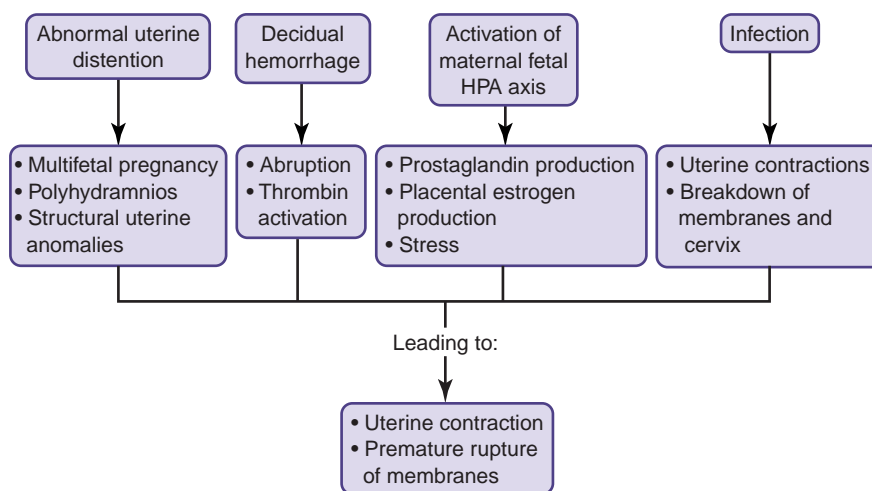 Abnormal uterine
distention
Decidual
hemorrhage
Activation of
maternal fetal
HPA axis
Infection
• Multifetal pregnancy
• Polyhydramnios
• Structural uterine
anomalies
• Abruption
• Thrombin
activation
• Prostaglandin production
• Placental estrogen
production
• Stress
• Uterine contractions
• Breakdown of
membranes and
cervix
Leading to:
• Uterine contraction
• Premature rupture
of membranes